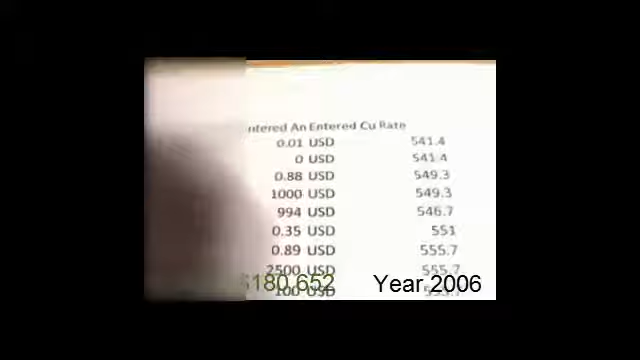 ntered An Entered Cu Rate
0.01 USD 541.4
0 USD 541.4
0.88 USD 549.3
1000 USD 549.3
994 USD 546.7
0.35 USD 551
0.89 USD 555.7
2500 USD 555.7
$180,652 Year 2006
100 USD